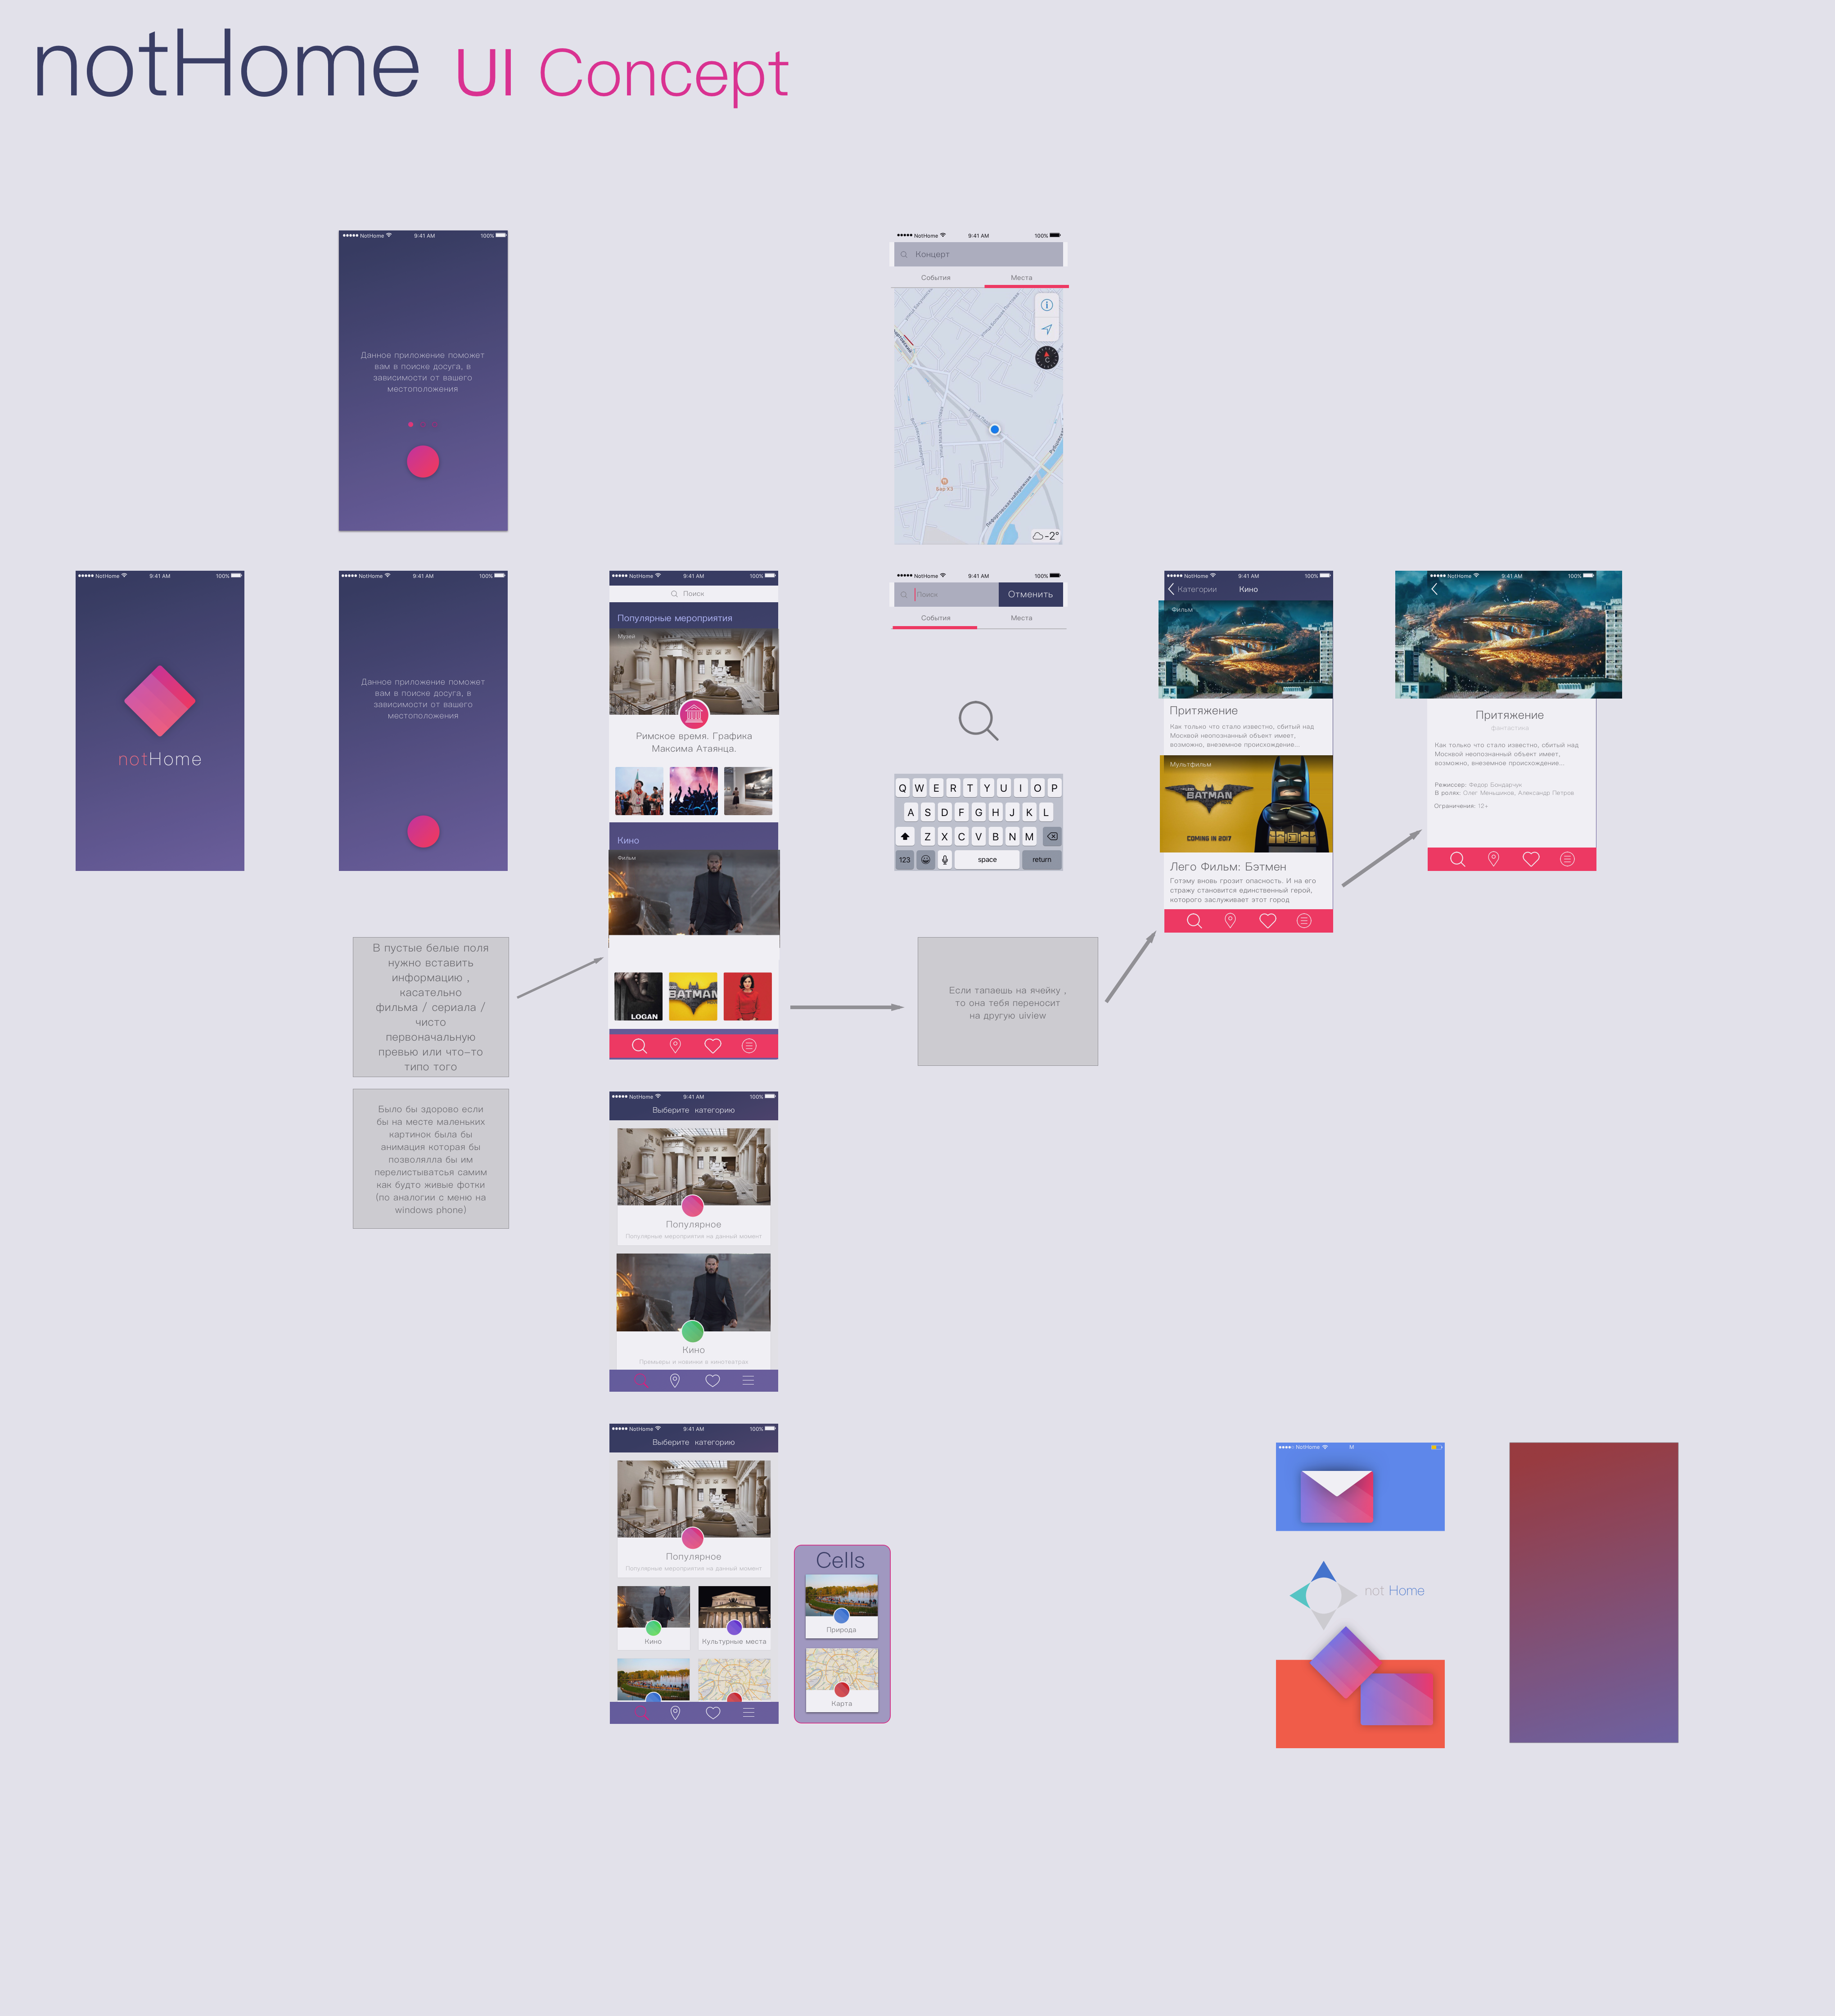 notHome UI Concept
NotHome 9:41 AM 100%
Данное приложение поможет
вам в поиске досуга, в
зависимости от вашего
местоположения
NotHome 9:41 AM 100%
Концерт
События Места
улица Малая Почтовая
Бар КЗ
-2°
NotHome 9:41 AM 100%
notHome
NotHome 9:41 AM 100%
Данное приложение поможет
вам в поиске досуга, в
зависимости от вашего
местоположения
NotHome 9:41 AM 100%
Поиск
Популярные мероприятия
Музей
Римское время. Графика
Максима Атаянца.
Кино
Фильм
LOGAN
BATMAN
NotHome 9:41 AM 100%
Поиск
Отменить
События Места
Q W E R T Y U I O P
A S D F G H J K L
Z X C V B N M
123 space return
NotHome 9:41 AM 100%
Категории Кино
Фильм
Притяжение
Как только что стало известно, сбитый над
Москвой неопознанный объект имеет,
возможно, внеземное происхождение...
Мультфильм
BATMAN
COMING IN 2017
Лего Фильм: Бэтмен
Готэму вновь грозит опасность. И на его
стражу становится единственный герой,
которого заслуживает этот город
NotHome 9:41 AM 100%
Притяжение
фантастика
Как только что стало известно, сбитый над
Москвой неопознанный объект имеет,
возможно, внеземное происхождение...
Режиссер: Федор Бондарчук
В ролях: Олег Меньшиков, Александр Петров
Ограничения: 12+
В пустые белые поля
нужно вставить
информацию ,
касательно
фильма / сериала /
чисто
первоначальную
превью или что-то
типо того
Если тапаешь на ячейку ,
то она тебя переносит
на другую uiview
Было бы здорово если
бы на месте маленьких
картинок была бы
анимация которая бы
позволялла бы им
перелистыватсья самим
как будто живые фотки
(по аналогии с меню на
windows phone)
NotHome 9:41 AM 100%
Выберите категорию
Популярное
Популярные мероприятия на данный момент
Кино
Премьеры и новинки в кинотеатрах
NotHome 9:41 AM 100%
Выберите категорию
Популярное
Популярные мероприятия на данный момент
Кино
Культурные места
Cells
Природа
Карта
NotHome M
not Home